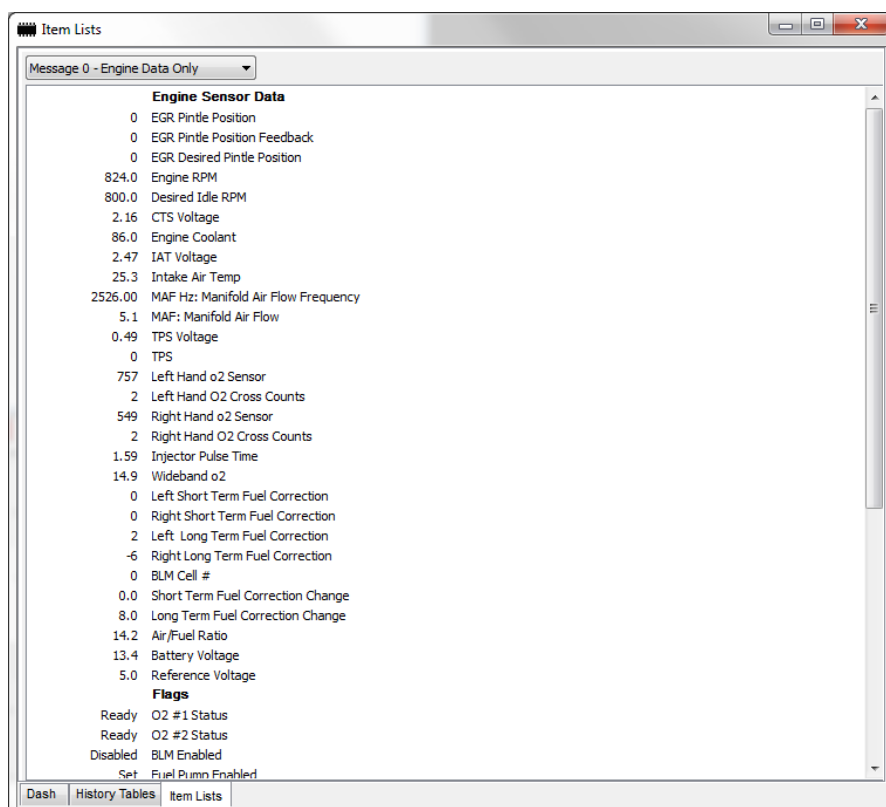 Item Lists
Message 0 - Engine Data Only
Engine Sensor Data
0 EGR Pintle Position
0 EGR Pintle Position Feedback
0 EGR Desired Pintle Position
824.0 Engine RPM
800.0 Desired Idle RPM
2.16 CTS Voltage
86.0 Engine Coolant
2.47 IAT Voltage
25.3 Intake Air Temp
2526.00 MAF Hz: Manifold Air Flow Frequency
5.1 MAF: Manifold Air Flow
0.49 TPS Voltage
0 TPS
757 Left Hand o2 Sensor
2 Left Hand O2 Cross Counts
549 Right Hand o2 Sensor
2 Right Hand O2 Cross Counts
1.59 Injector Pulse Time
14.9 Wideband o2
0 Left Short Term Fuel Correction
0 Right Short Term Fuel Correction
2 Left Long Term Fuel Correction
-6 Right Long Term Fuel Correction
0 BLM Cell #
0.0 Short Term Fuel Correction Change
8.0 Long Term Fuel Correction Change
14.2 Air/Fuel Ratio
13.4 Battery Voltage
5.0 Reference Voltage
Flags
Ready O2 #1 Status
Ready O2 #2 Status
Disabled BLM Enabled
Set Fuel Pump Enabled
Dash History Tables Item Lists